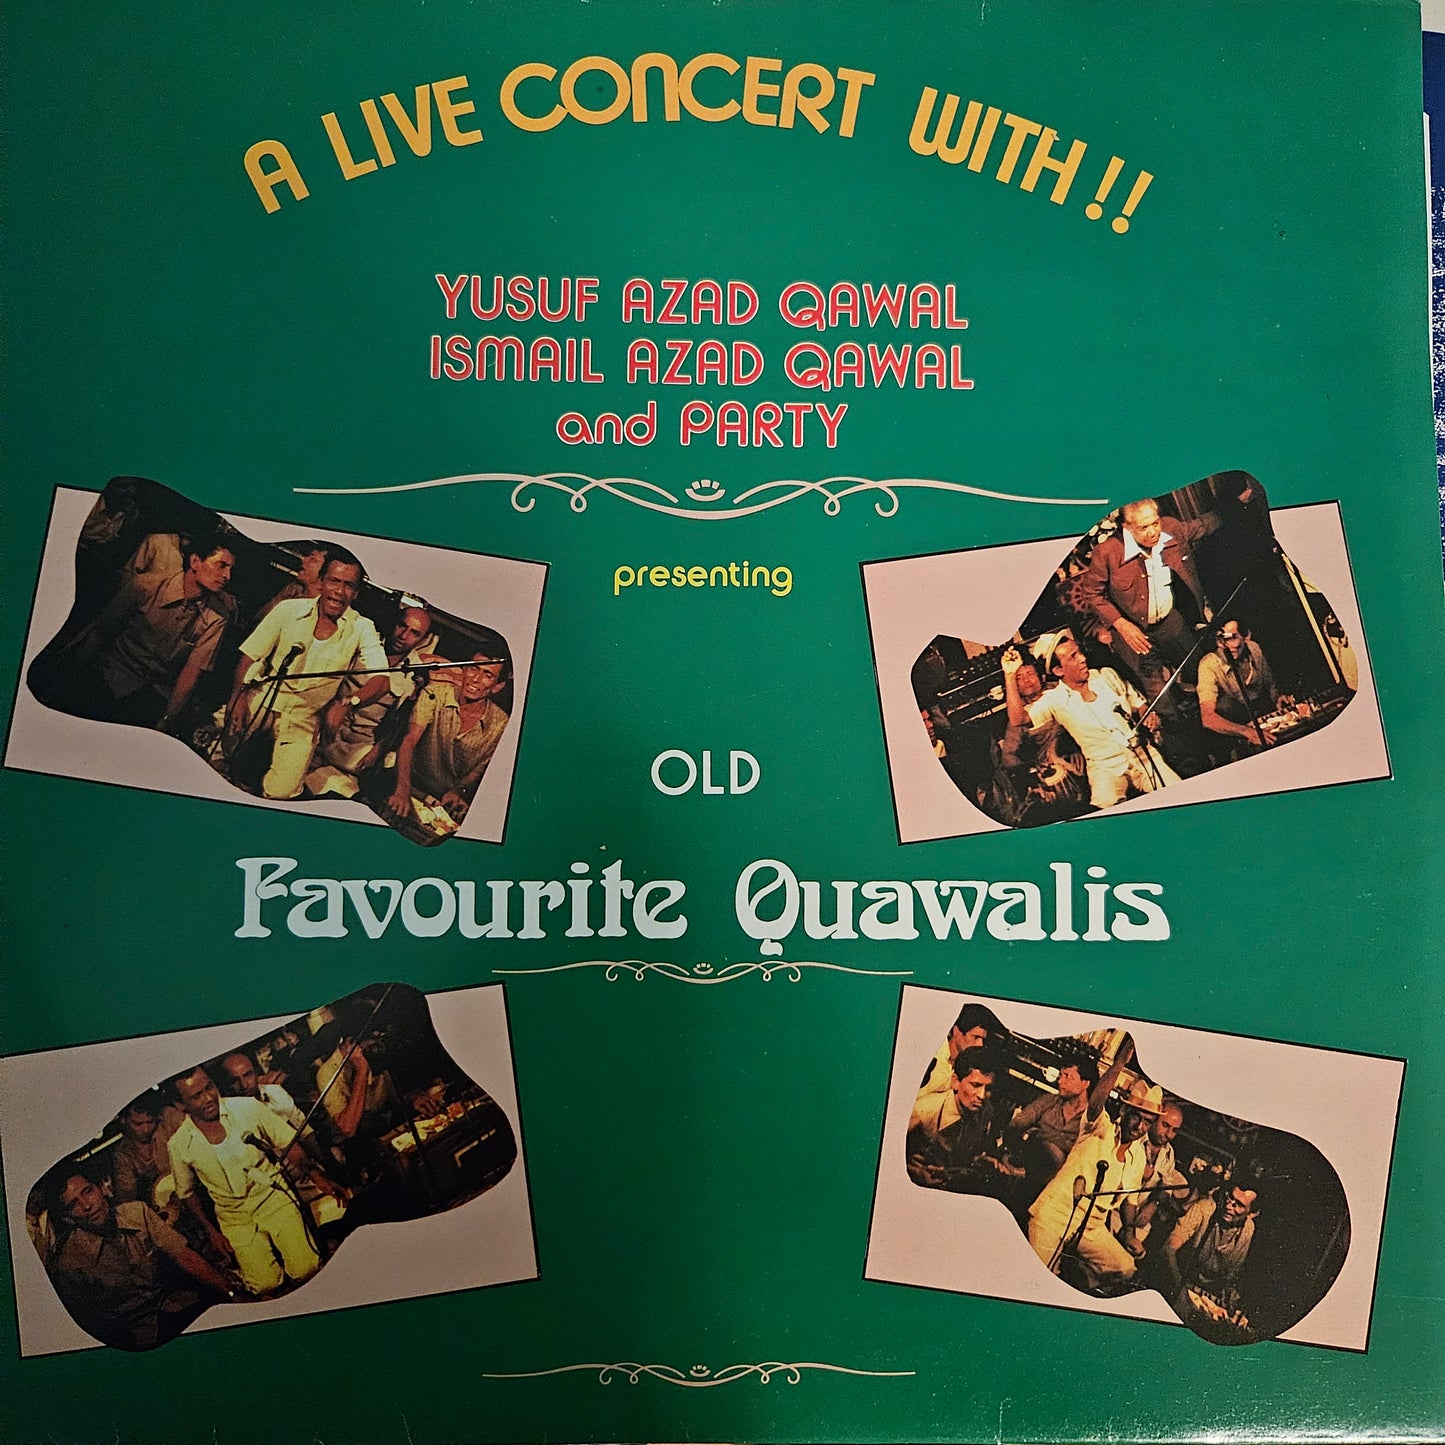 A LIVE CONCERT WITH!!
YUSUF AZAD QAWAL
ISMAIL AZAD QAWAL
and PARTY
presenting
OLD
Favourite Quawalis